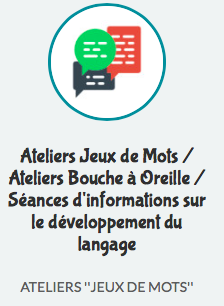 Ateliers Jeux de Mots /
Ateliers Bouche à Oreille /
Séances d'informations sur
le développement du
langage
ATELIERS "JEUX DE MOTS"